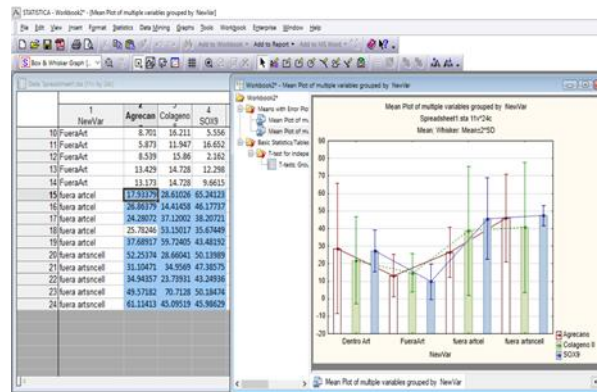 STATISTICA - Workbook2* - [Mean Plot of multiple variables grouped by NewVar]
File Edit View Insert Format Statistics Data Mining Graphs Tools Workbook Enterprise Window Help
Add to Workbook Add to Report Add to MS Word
Box & Whisker Graph
1 4
NewVar Agrecan Colageno SOX9
10 FueraArt 8.701 16.211 5.556
11 FueraArt 5.873 11.947 16.652
12 FueraArt 8.539 15.86 2.162
13 FueraArt 13.429 14.728 12.298
14 FueraArt 13.173 14.728 9.6615
15 fuera artcel 17.93379 28.61026 65.24123
16 fuera artcel 26.86379 14.41458 46.17737
17 fuera artcel 24.28072 37.12002 38.20721
18 fuera artcel 25.78246 53.15017 35.67449
19 fuera artcel 37.68917 59.72405 43.48192
20 fuera artsncell 52.25374 28.66041 50.13989
21 fuera artsncell 31.10471 34.9569 47.38575
22 fuera artsncell 34.94357 23.73931 43.24936
23 fuera artsncell 49.57182 70.7128 50.18474
24 fuera artsncell 61.11413 45.09519 45.98629
Workbook2* - Mean Plot of multiple variables grouped by NewVar
Workbook2*
Means with Error Plo
Mean Plot of mu
Mean Plot of mu
Basic Statistics/Tables
T-test for Indepe
T-tests; Grou
Mean Plot of multiple variables grouped by NewVar
Spreadsheet1.sta 11v*24c
Mean; Whisker: Mean±2*SD
90
80
70
60
50
40
30
20
10
0
-10
-20
Dentro Art FueraArt fuera artcel fuera artsncell
NewVar
Agrecano
Colageno II
SOX9
Mean Plot of multiple variables grouped by NewVar